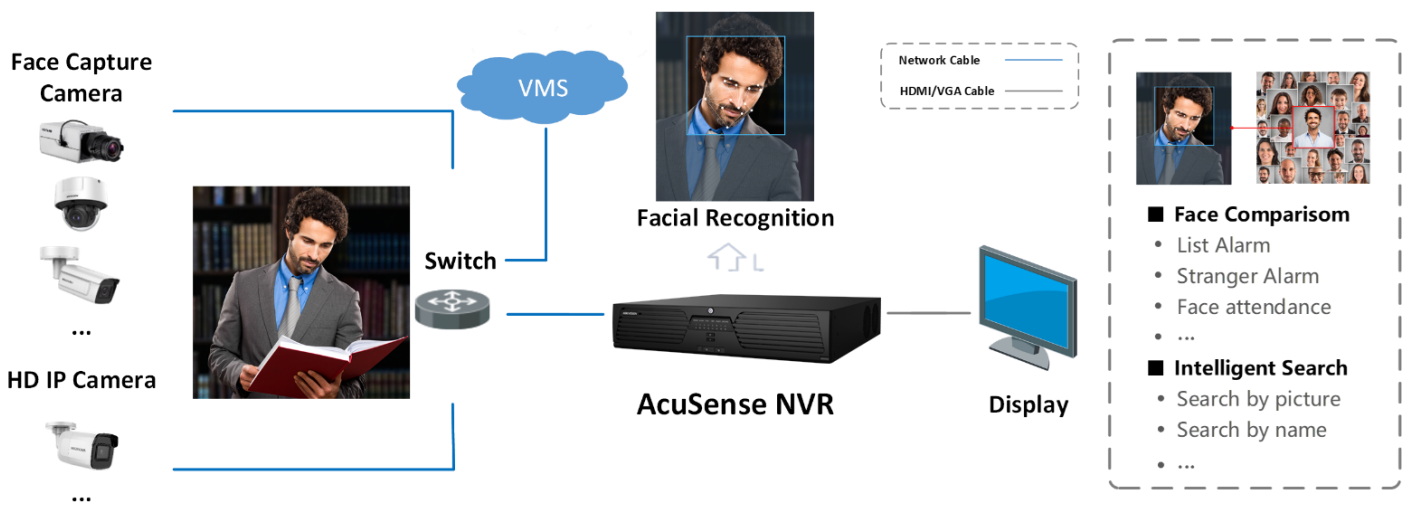 Face Capture
Camera
...
HD IP Camera
...
VMS
Switch
Facial Recognition
AcuSense NVR
Display
Network Cable
HDMI/VGA Cable
■ Face Comparisom
• List Alarm
• Stranger Alarm
• Face attendance
• ...
■ Intelligent Search
• Search by picture
• Search by name
• ...